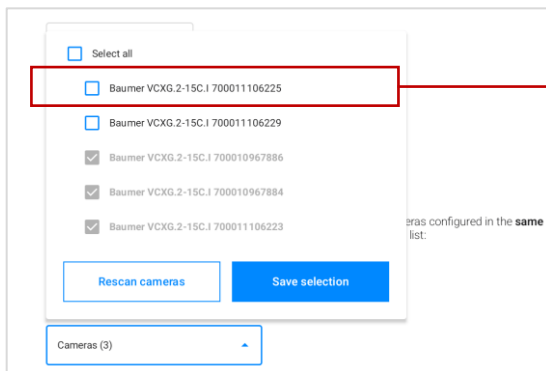 Select all
Baumer VCXG.2-15C.I 700011106225
Baumer VCXG.2-15C.I 700011106229
Baumer VCXG.2-15C.I 700010967886
Baumer VCXG.2-15C.I 700010967884
Baumer VCXG.2-15C.I 700011106223
eras configured in the same
list:
Rescan cameras Save selection
Cameras (3)